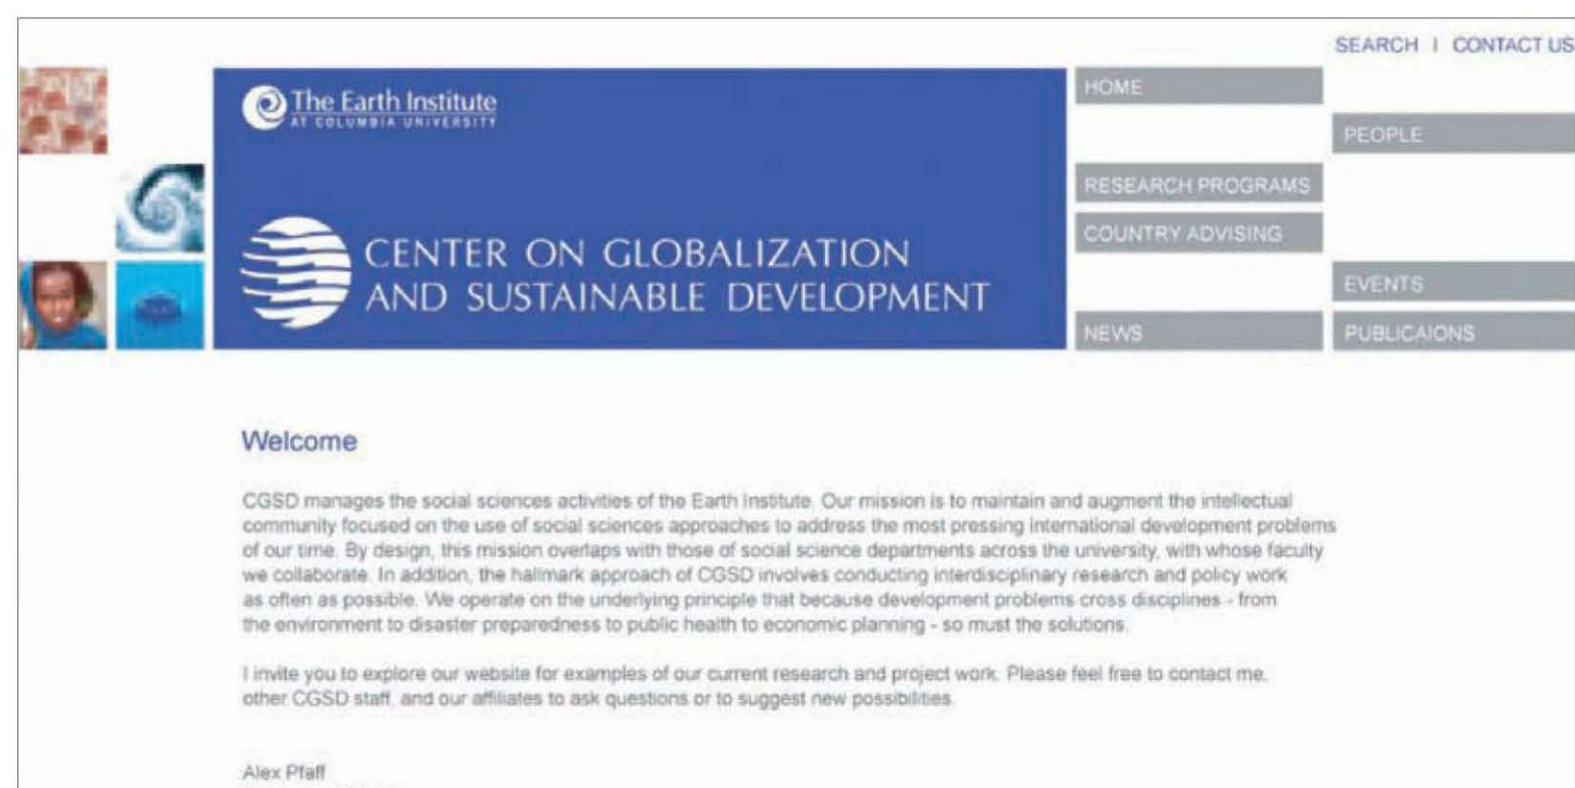 SEARCH | CONTACT US
The Earth Institute
AT COLUMBIA UNIVERSITY
HOME
PEOPLE
RESEARCH PROGRAMS
COUNTRY ADVISING
CENTER ON GLOBALIZATION
AND SUSTAINABLE DEVELOPMENT
EVENTS
NEWS
PUBLICAIONS
Welcome
CGSD manages the social sciences activities of the Earth Institute. Our mission is to maintain and augment the intellectual
community focused on the use of social sciences approaches to address the most pressing international development problems
of our time. By design, this mission overlaps with those of social science departments across the university, with whose faculty
we collaborate. In addition, the hallmark approach of CGSD involves conducting interdisciplinary research and policy work
as often as possible. We operate on the underlying principle that because development problems cross disciplines - from
the environment to disaster preparedness to public health to economic planning - so must the solutions.
I invite you to explore our website for examples of our current research and project work. Please feel free to contact me,
other CGSD staff, and our affiliates to ask questions or to suggest new possibilities.
Alex Pfaff